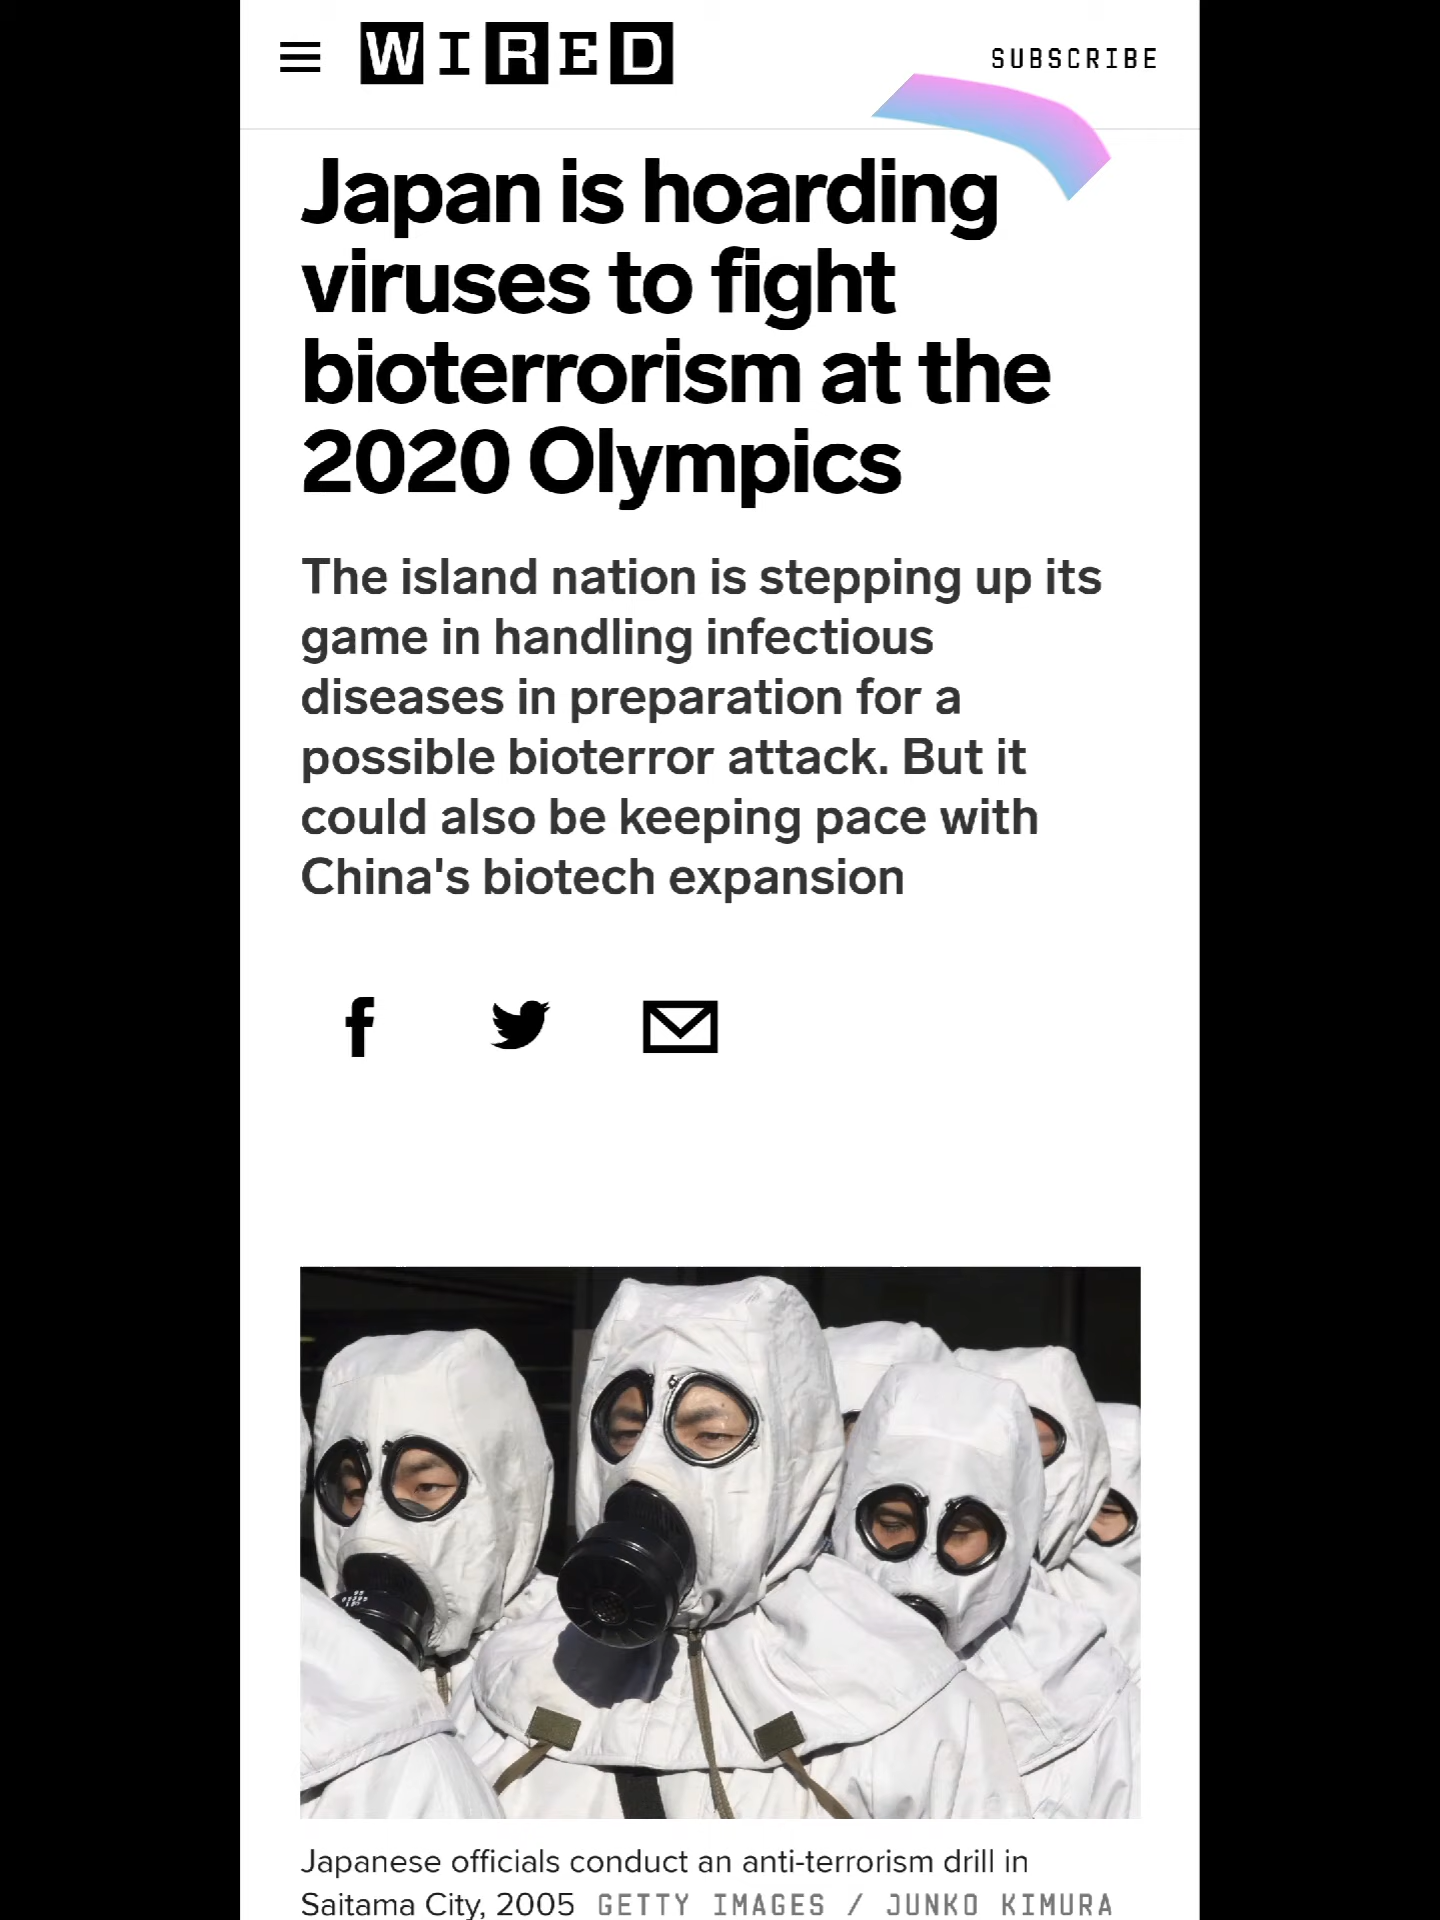 WIRED
SUBSCRIBE
Japan is hoarding
viruses to fight
bioterrorism at the
2020 Olympics
The island nation is stepping up its
game in handling infectious
diseases in preparation for a
possible bioterror attack. But it
could also be keeping pace with
China's biotech expansion
Japanese officials conduct an anti-terrorism drill in
Saitama City, 2005 GETTY IMAGES / JUNKO KIMURA